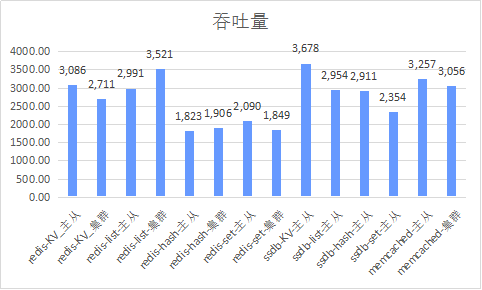 吞吐量
4000.00
3500.00
3000.00
2500.00
2000.00
1500.00
1000.00
500.00
0.00
3,086
2,711
2,991
3,521
1,823
1,906
2,090
1,849
3,678
2,954
2,911
2,354
3,257
3,056
redis-KV_主从
redis-KV_集群
redis-list-主从
redis-list-集群
redis-hash-主从
redis-hash-集群
redis-set-主从
redis-set-集群
ssdb-KV-主从
ssdb-list-主从
ssdb-hash-主从
ssdb-set-主从
memcached-主从
memcached-集群